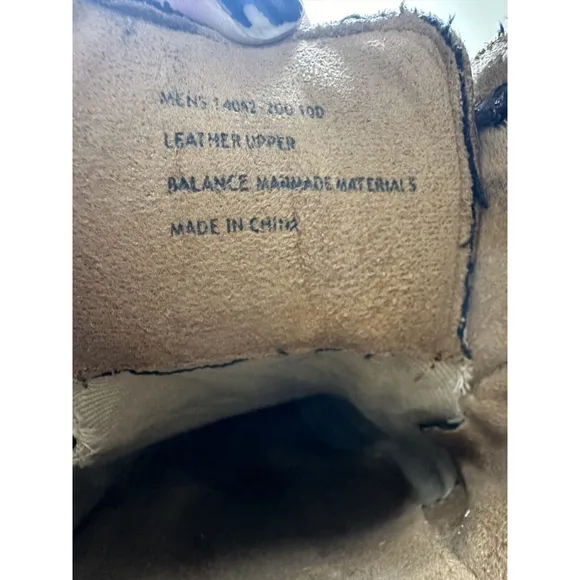 MENS 14082-200 10D
LEATHER UPPER
BALANCE MANMADE MATERIALS
MADE IN CHINA